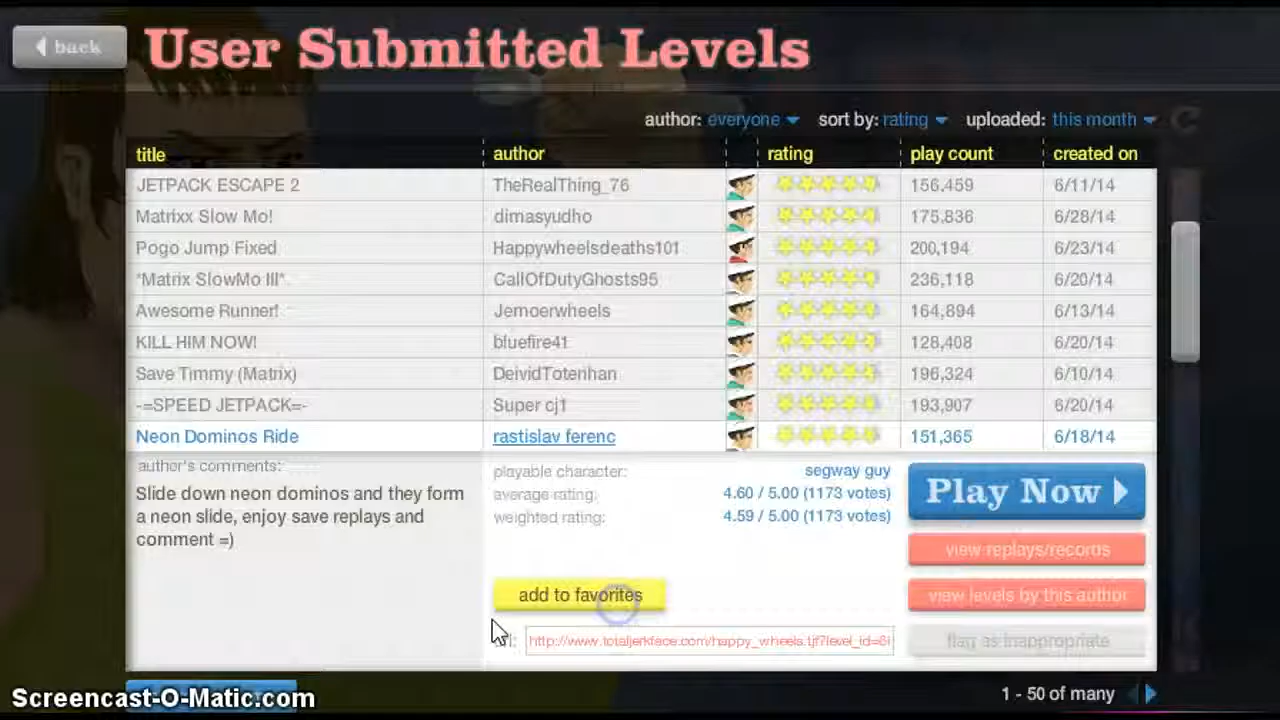 back
User Submitted Levels
author: everyone sort by: rating uploaded: this month
title author rating play count created on
JETPACK ESCAPE 2 TheRealThing_76 156,459 6/11/14
Matrixx Slow Mo! dimasyudho 175,836 6/28/14
Pogo Jump Fixed Happywheelsdeaths101 200,194 6/23/14
*Matrix SlowMo III* CallOfDutyGhosts95 236,118 6/20/14
Awesome Runner! Jemoerwheels 164,894 6/13/14
KILL HIM NOW! bluefire41 128,408 6/20/14
Save Timmy (Matrix) DeividTotenhan 196,324 6/10/14
-=SPEED JETPACK=- Super cj1 193,907 6/20/14
Neon Dominos Ride rastislav ferenc 151,365 6/18/14
author's comments:
Slide down neon dominos and they form
a neon slide, enjoy save replays and
comment =)
playable character: segway guy
average rating: 4.60 / 5.00 (1173 votes)
weighted rating: 4.59 / 5.00 (1173 votes)
add to favorites
http://www.totaljerkface.com/happy_wheels.tjf?level_id=
Play Now
view replays/records
view levels by this author
flag as inappropriate
1 - 50 of many
Screencast-O-Matic.com